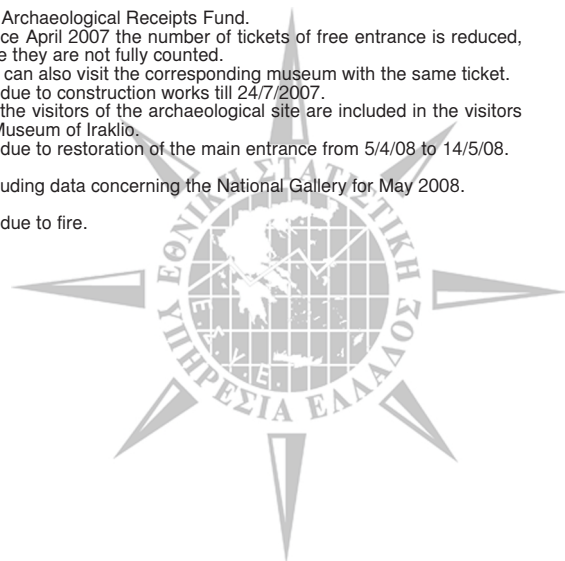 Archaeological Receipts Fund.
ce April 2007 the number of tickets of free entrance is reduced,
e they are not fully counted.
can also visit the corresponding museum with the same ticket.
due to construction works till 24/7/2007.
the visitors of the archaeological site are included in the visitors
Museum of Iraklio.
due to restoration of the main entrance from 5/4/08 to 14/5/08.
uding data concerning the National Gallery for May 2008.
due to fire.
ΕΘΝΙΚΗ ΣΤΑΤΙΣΤΙΚΗ
ΥΠΗΡΕΣΙΑ ΕΛΛΑΔΟΣ
Ε.Σ.Υ.Ε.